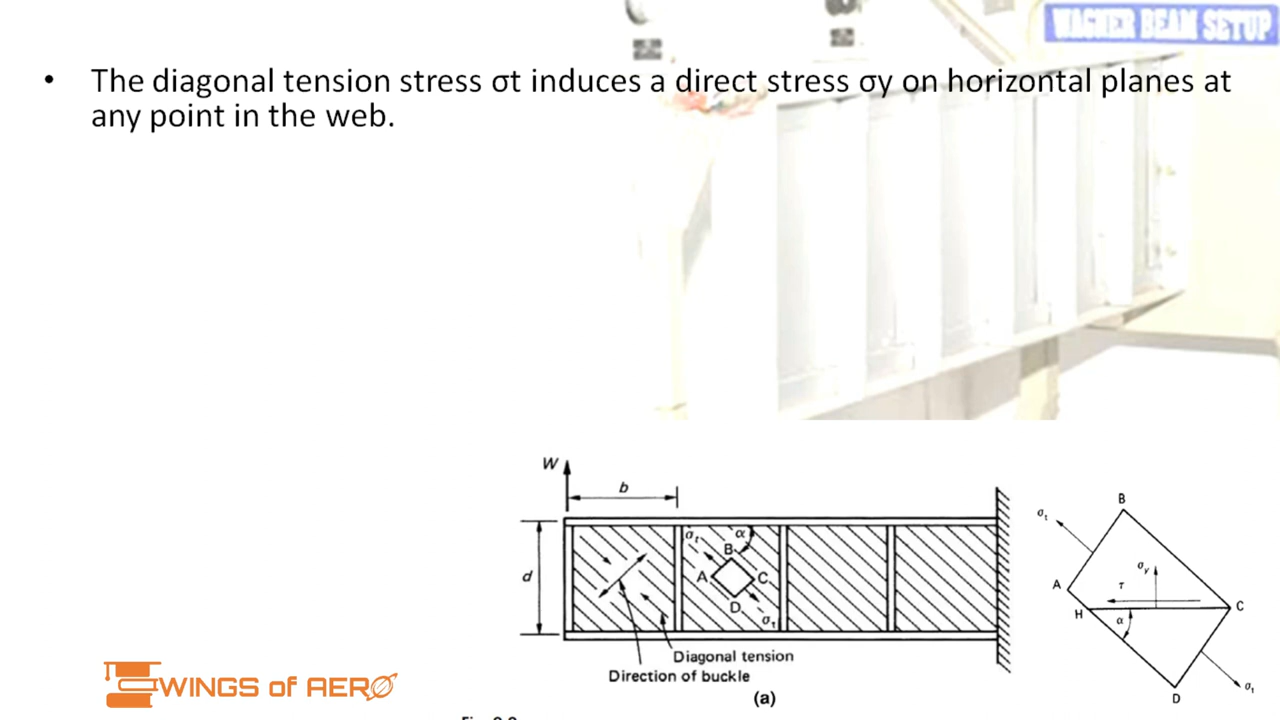 WAGNER BEAM SETUP
• The diagonal tension stress σt induces a direct stress σy on horizontal planes at
any point in the web.
W
b
d
σt
α
B
A
C
D
σt
Diagonal tension
Direction of buckle
(a)
B
σt
σy
A
τ
H
α
C
D
σt
WINGS of AERO